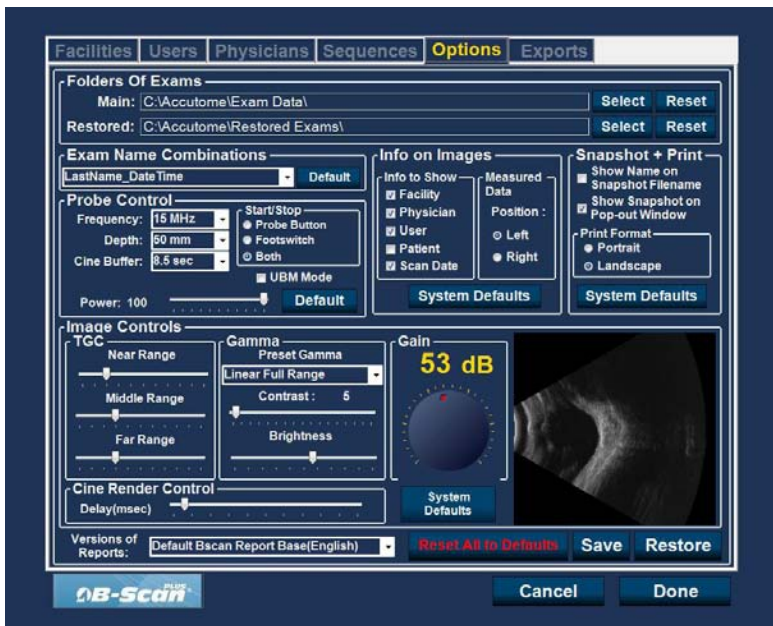 Facilities Users Physicians Sequences Options Exports
Folders Of Exams
Main: C:\Accutome\Exam Data\ Select Reset
Restored: C:\Accutome\Restored Exams\ Select Reset
Exam Name Combinations
LastName_DateTime Default
Probe Control
Frequency: 15 MHz
Depth: 50 mm
Cine Buffer: 8.5 sec
Start/Stop
Probe Button
Footswitch
Both
UBM Mode
Power: 100 Default
Info on Images
Info to Show
Facility
Physician
User
Patient
Scan Date
Measured
Data
Position :
Left
Right
System Defaults
Snapshot + Print
Show Name on
Snapshot Filename
Show Snapshot on
Pop-out Window
Print Format
Portrait
Landscape
System Defaults
Image Controls
TGC
Near Range
Middle Range
Far Range
Gamma
Preset Gamma
Linear Full Range
Contrast : 5
Brightness
Gain
53 dB
System
Defaults
Cine Render Control
Delay(msec)
Versions of
Reports:
Default Bscan Report Base(English)
Reset All to Defaults Save Restore
B-Scan PLUS
Cancel Done